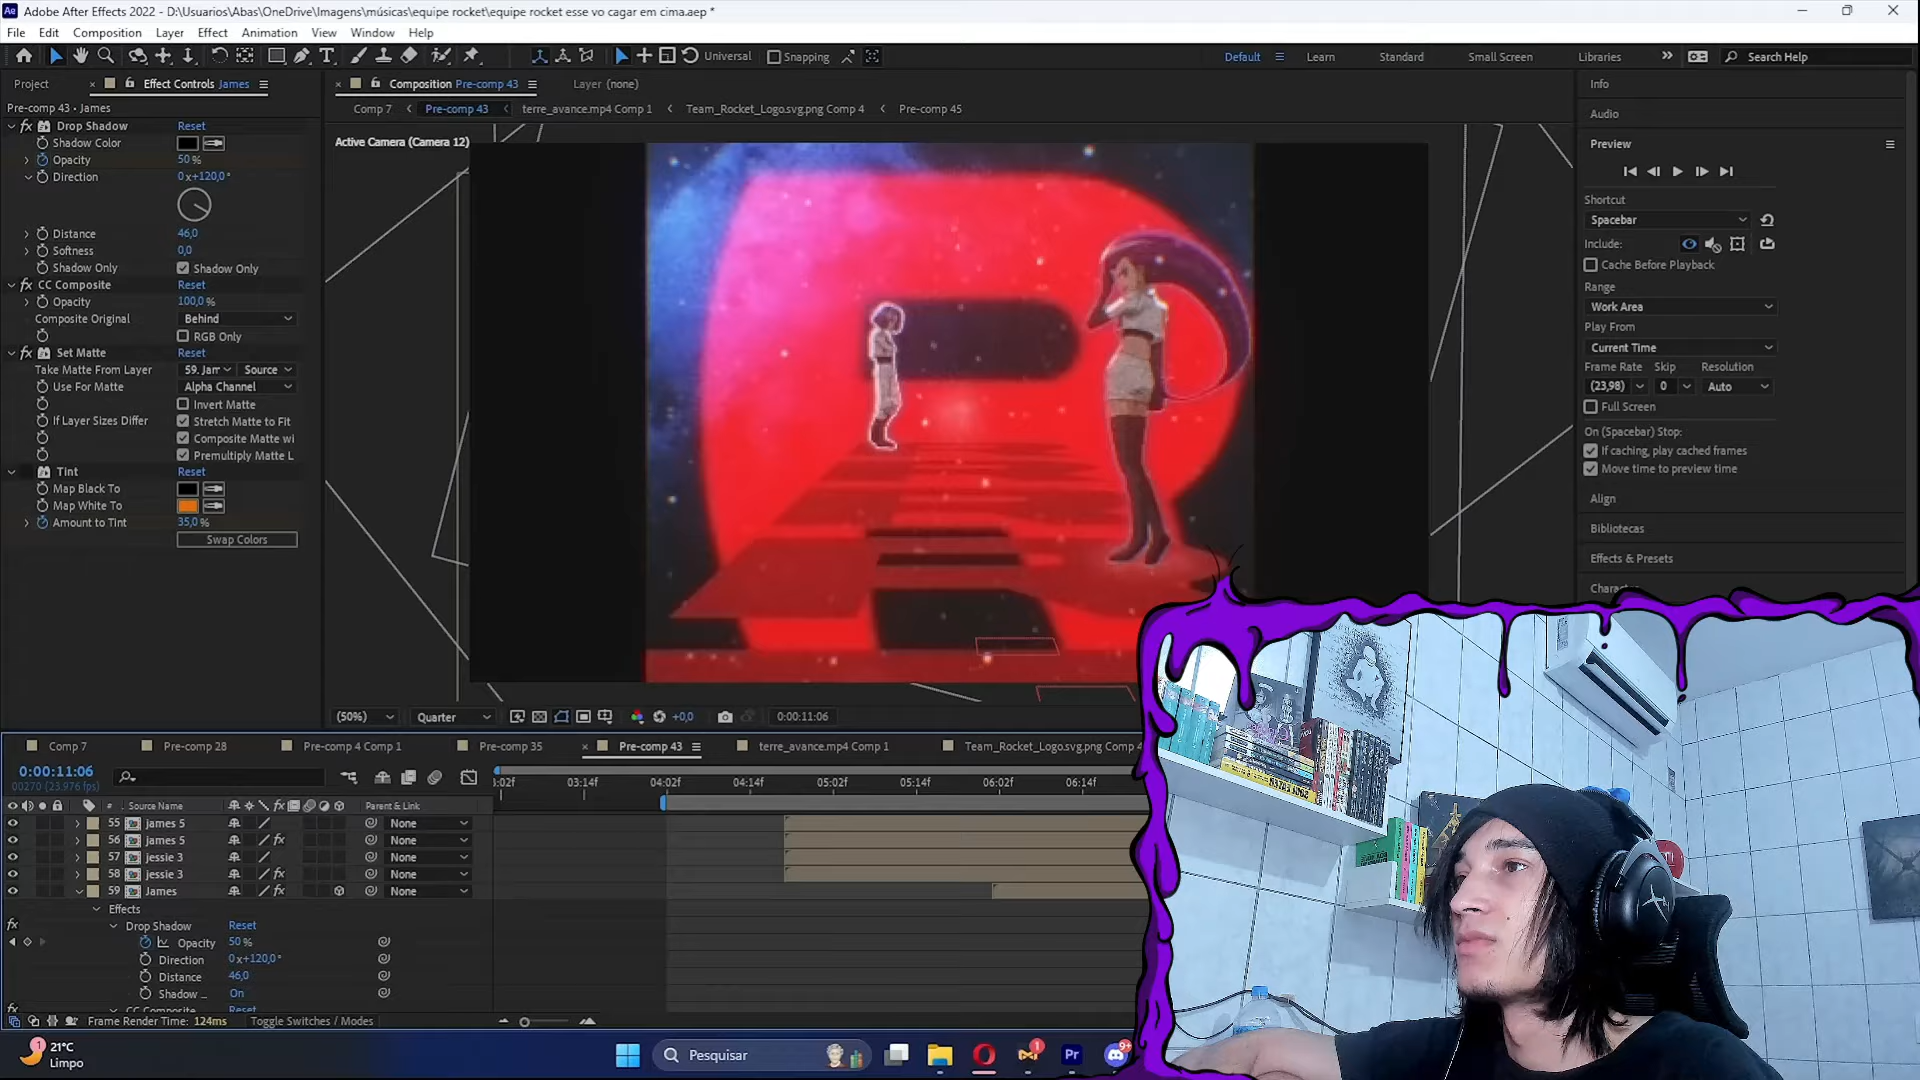 Adobe After Effects 2022 - D:\Usuarios\Abas\OneDrive\Imagens\músicas\equipe rocket\equipe rocket esse vo cagar em cima.aep *
File Edit Composition Layer Effect Animation View Window Help
Universal Snapping Default Learn Standard Small Screen Libraries Search Help
Project Effect Controls James
Composition Pre-comp 43 Layer (none)
Info
Pre-comp 43 • James
Comp 7 Pre-comp 43 terre_avance.mp4 Comp 1 Team_Rocket_Logo.svg.png Comp 4 Pre-comp 45
Audio
Drop Shadow Reset
Shadow Color
Opacity 50 %
Direction 0x+120,0°
Distance 46,0
Softness 0,0
Shadow Only Shadow Only
CC Composite Reset
Opacity 100,0 %
Composite Original Behind
RGB Only
Set Matte Reset
Take Matte From Layer 59. Jam Source
Use For Matte Alpha Channel
Invert Matte
If Layer Sizes Differ Stretch Matte to Fit
Composite Matte wi
Premultiply Matte L
Tint Reset
Map Black To
Map White To
Amount to Tint 35,0 %
Swap Colors
Active Camera (Camera 12)
Preview
Shortcut
Spacebar
Include:
Cache Before Playback
Range
Work Area
Play From
Current Time
Frame Rate Skip Resolution
(23,98) 0 Auto
Full Screen
On (Spacebar) Stop:
If caching, play cached frames
Move time to preview time
Align
Bibliotecas
Effects & Presets
(50%) Quarter +0,0 0:00:11:06
Comp 7 Pre-comp 28 Pre-comp 4 Comp 1 Pre-comp 35 Pre-comp 43 terre_avance.mp4 Comp 1 Team_Rocket_Logo.svg.png Comp 4
0:00:11:06
00270 (23.976 fps)
:02f 03:14f 04:02f 04:14f 05:02f 05:14f 06:02f 06:14f
# Source Name Parent & Link
55 james 5 None
56 james 5 None
57 jessie 3 None
58 jessie 3 None
59 James None
Effects
Drop Shadow Reset
Opacity 50 %
Direction 0x+120,0°
Distance 46,0
Shadow ... On
CC Composite Reset
Frame Render Time: 124ms Toggle Switches / Modes
1 21°C
Limpo
Pesquisar
1
Pr
9+